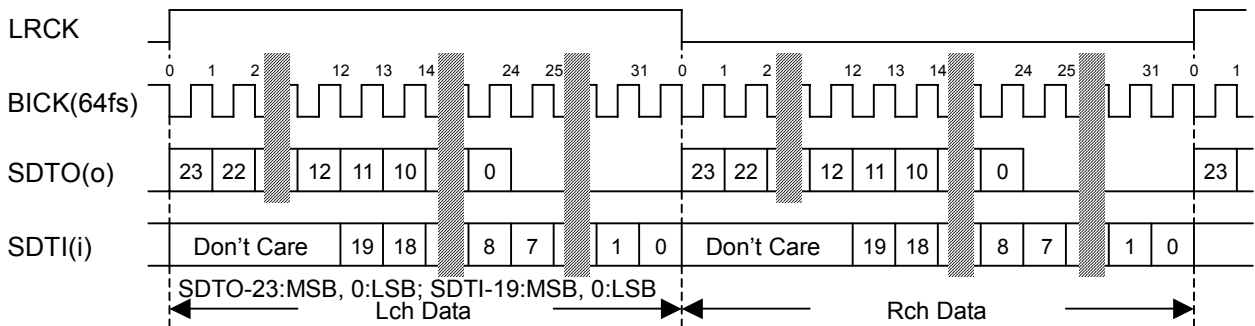 LRCK
0 1 2 12 13 14 24 25 31 0 1 2 12 13 14 24 25 31 0 1
BICK(64fs)
SDTO(o) 23 22 12 11 10 0 23 22 12 11 10 0 23
SDTI(i) Don't Care 19 18 8 7 1 0 Don't Care 19 18 8 7 1 0
SDTO-23:MSB, 0:LSB; SDTI-19:MSB, 0:LSB
Lch Data Rch Data